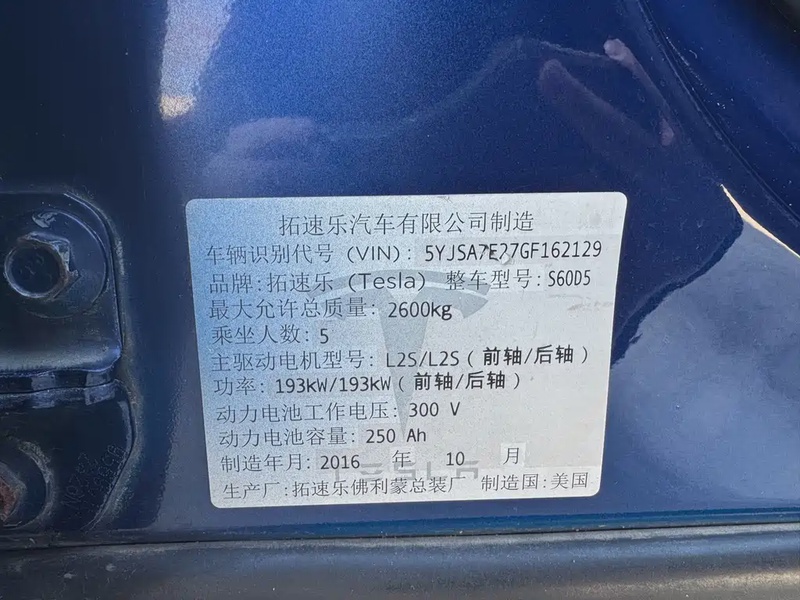 拓速乐汽车有限公司制造
车辆识别代号 (VIN): 5YJSA7E27GF162129
品牌: 拓速乐 (Tesla) 整车型号: S60D5
最大允许总质量: 2600kg
乘坐人数: 5
主驱动电机型号: L2S/L2S (前轴/后轴)
功率: 193kW/193kW (前轴/后轴)
动力电池工作电压: 300 V
动力电池容量: 250 Ah
制造年月: 2016 年 10 月
TESLA
生产厂: 拓速乐佛利蒙总装厂 制造国: 美国